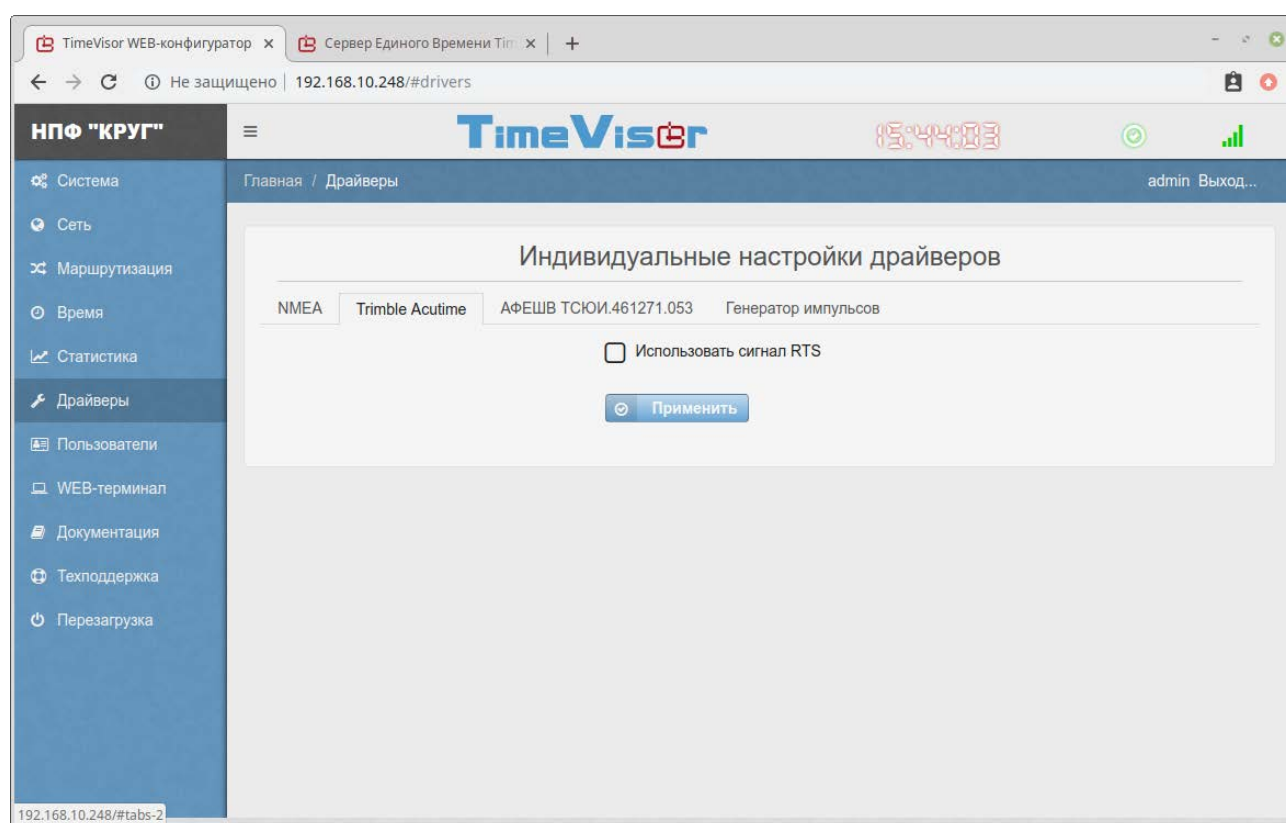 TimeVisor WEB-конфигуратор
Сервер Единого Времени Tim
Не защищено 192.168.10.248/#drivers
НПФ "КРУГ"
TimeVisor
15:44:03
Система
Главная / Драйверы
admin Выход...
Сеть
Маршрутизация
Время
Статистика
Драйверы
Пользователи
WEB-терминал
Документация
Техподдержка
Перезагрузка
Индивидуальные настройки драйверов
NMEA Trimble Acutime АФЕШВ ТСЮИ.461271.053 Генератор импульсов
Использовать сигнал RTS
Применить
192.168.10.248/#tabs-2